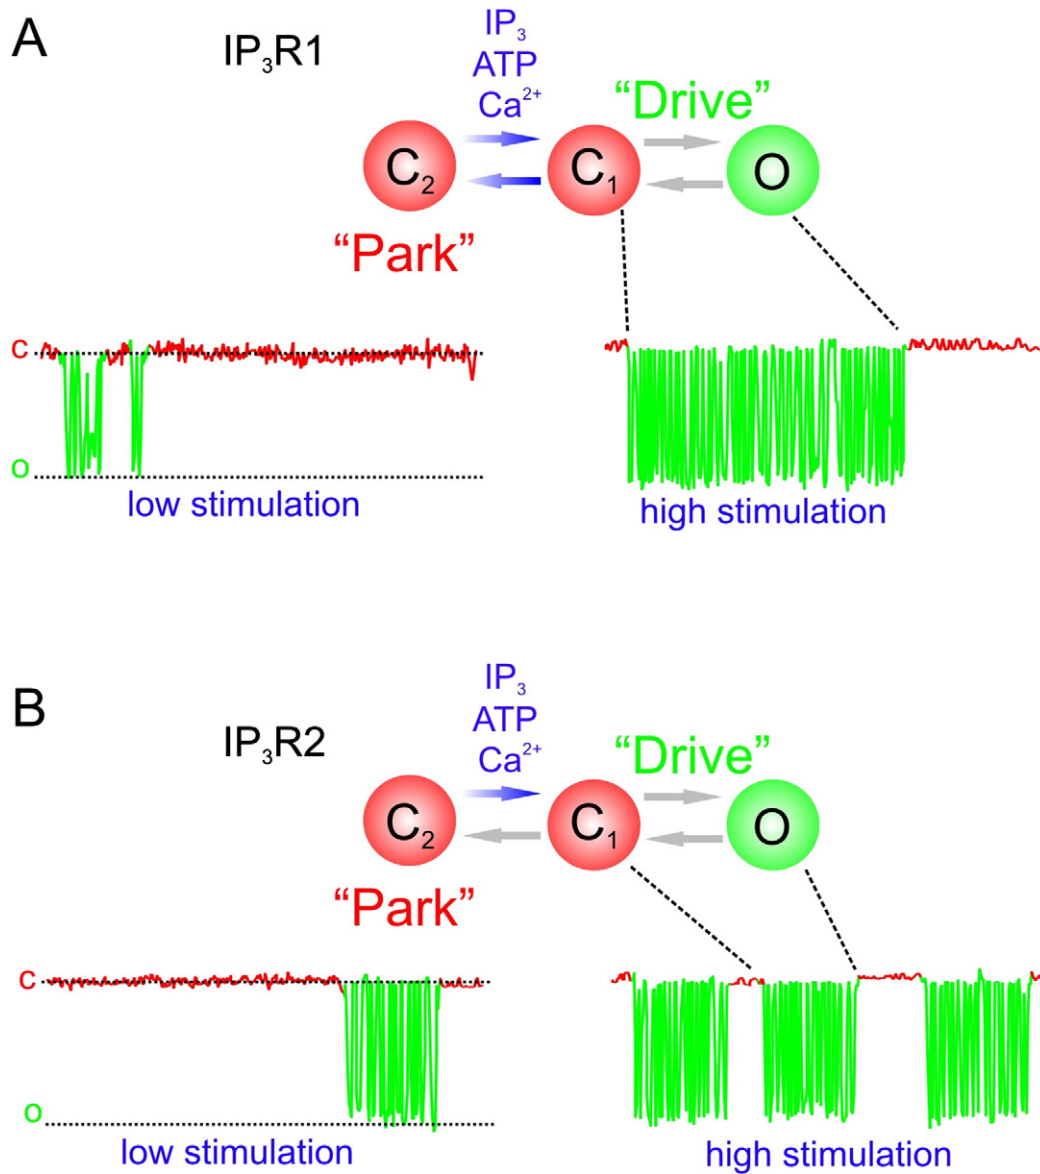 A
IP₃R1
IP₃
ATP
Ca²⁺
“Drive”
C₂
C₁
O
“Park”
C
O
low stimulation
high stimulation
B
IP₃R2
IP₃
ATP
Ca²⁺
“Drive”
C₂
C₁
O
“Park”
C
O
low stimulation
high stimulation